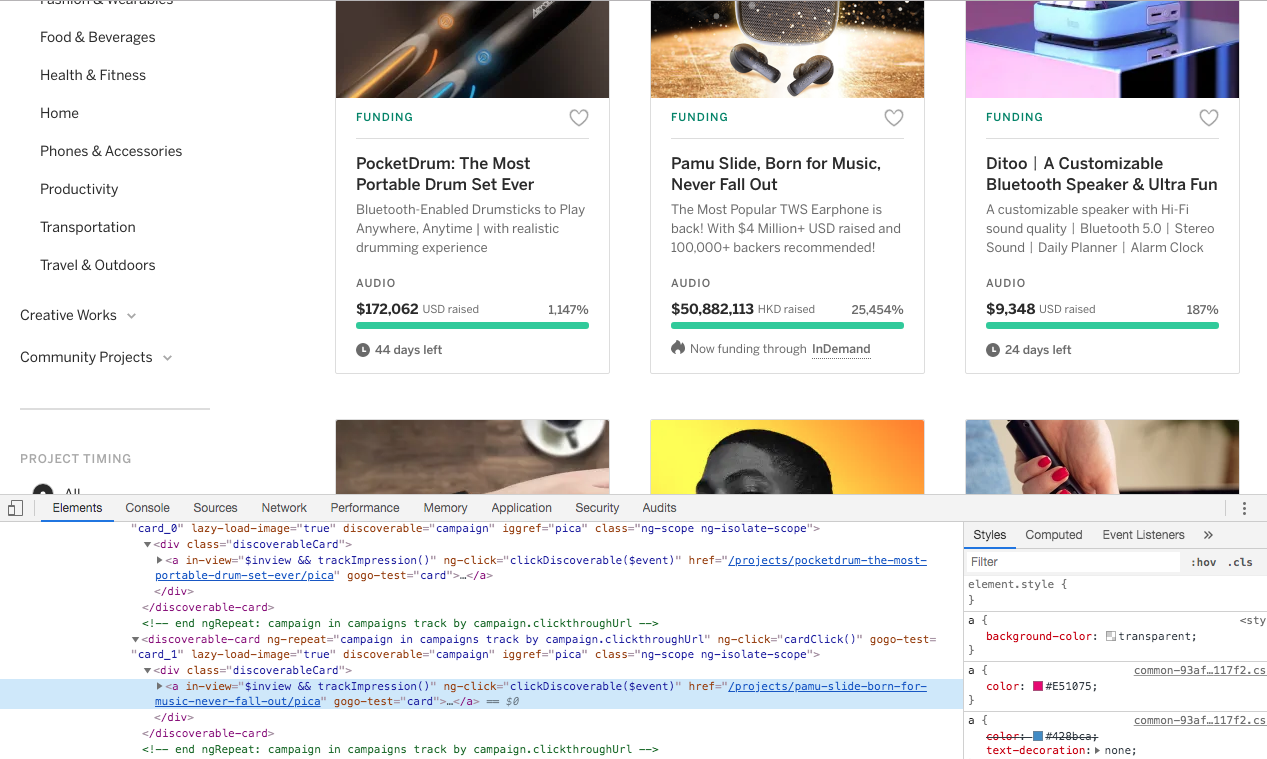 Fashion & Wearables
Food & Beverages
Health & Fitness
Home
Phones & Accessories
Productivity
Transportation
Travel & Outdoors
Creative Works
Community Projects
PROJECT TIMING
All
FUNDING
PocketDrum: The Most
Portable Drum Set Ever
Bluetooth-Enabled Drumsticks to Play
Anywhere, Anytime | with realistic
drumming experience
AUDIO
$172,062 USD raised 1,147%
44 days left
FUNDING
Pamu Slide, Born for Music,
Never Fall Out
The Most Popular TWS Earphone is
back! With $4 Million+ USD raised and
100,000+ backers recommended!
AUDIO
$50,882,113 HKD raised 25,454%
Now funding through InDemand
FUNDING
Ditoo | A Customizable
Bluetooth Speaker & Ultra Fun
A customizable speaker with Hi-Fi
sound quality | Bluetooth 5.0 | Stereo
Sound | Daily Planner | Alarm Clock
AUDIO
$9,348 USD raised 187%
24 days left
Elements Console Sources Network Performance Memory Application Security Audits
"card_0" lazy-load-image="true" discoverable="campaign" iggref="pica" class="ng-scope ng-isolate-scope">
<div class="discoverableCard">
<a in-view="$inview && trackImpression()" ng-click="clickDiscoverable($event)" href="/projects/pocketdrum-the-most-
portable-drum-set-ever/pica" gogo-test="card">…</a>
</div>
</discoverable-card>
<!-- end ngRepeat: campaign in campaigns track by campaign.clickthroughUrl -->
<discoverable-card ng-repeat="campaign in campaigns track by campaign.clickthroughUrl" ng-click="cardClick()" gogo-test=
"card_1" lazy-load-image="true" discoverable="campaign" iggref="pica" class="ng-scope ng-isolate-scope">
<div class="discoverableCard">
<a in-view="$inview && trackImpression()" ng-click="clickDiscoverable($event)" href="/projects/pamu-slide-born-for-
music-never-fall-out/pica" gogo-test="card">…</a> == $0
</div>
</discoverable-card>
<!-- end ngRepeat: campaign in campaigns track by campaign.clickthroughUrl -->
Styles Computed Event Listeners »
Filter :hov .cls
element.style {
}
a { <sty
background-color: transparent;
}
a { common-93af…117f2.cs
color: #E51075;
}
a { common-93af…117f2.cs
color: #428bca;
text-decoration: none;